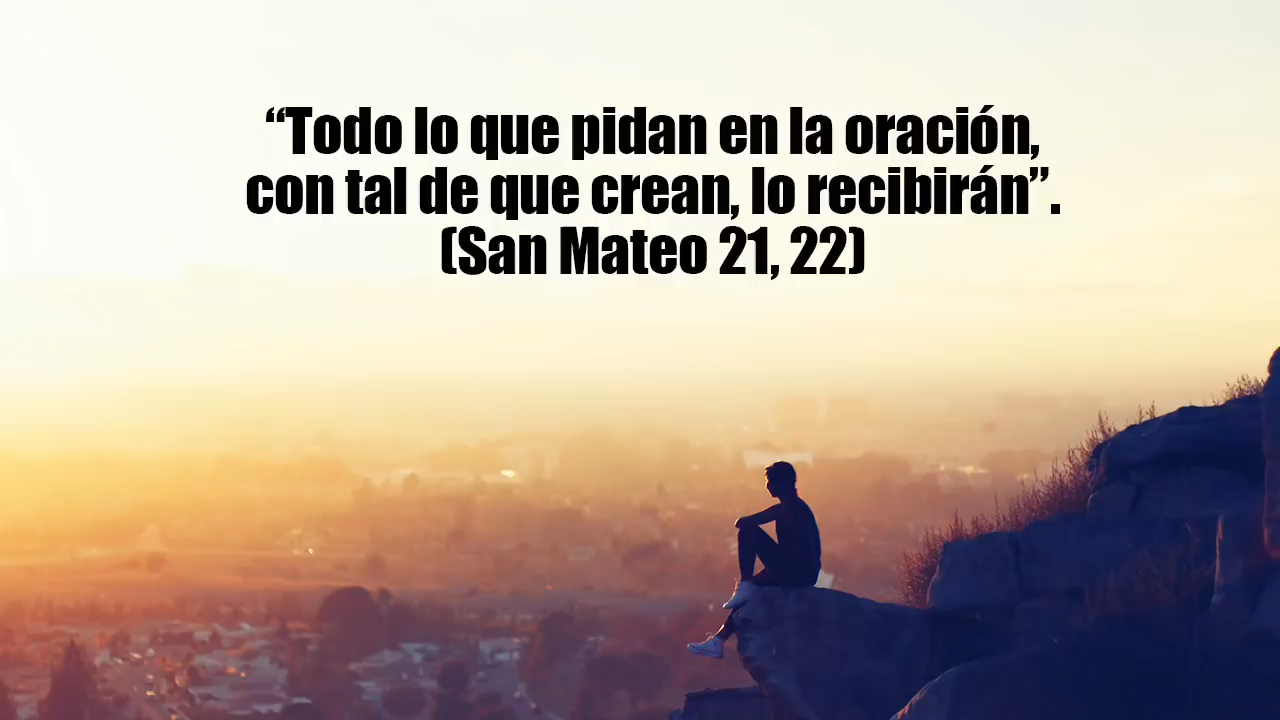 “Todo lo que pidan en la oración,
con tal de que crean, lo recibirán”.
(San Mateo 21, 22)